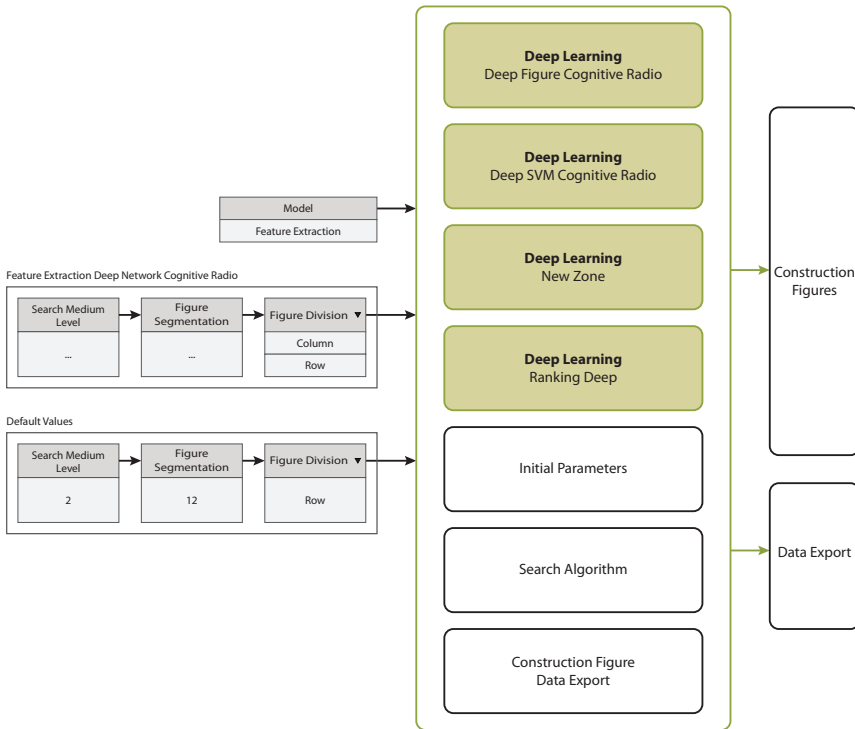 Model
Feature Extraction
Feature Extraction Deep Network Cognitive Radio
Search Medium
Level
...
Figure
Segmentation
...
Figure Division ▼
Column
Row
Default Values
Search Medium
Level
2
Figure
Segmentation
12
Figure Division ▼
Row
Deep Learning
Deep Figure Cognitive Radio
Deep Learning
Deep SVM Cognitive Radio
Deep Learning
New Zone
Deep Learning
Ranking Deep
Initial Parameters
Search Algorithm
Construction Figure
Data Export
Construction
Figures
Data Export